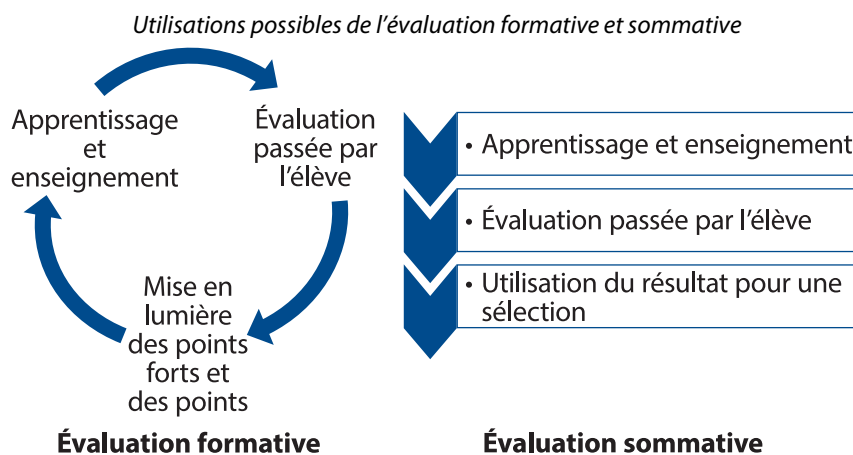 Utilisations possibles de l’évaluation formative et sommative
Apprentissage
et
enseignement
Évaluation
passée par
l’élève
Mise en
lumière
des points
forts et
des points
Évaluation formative
• Apprentissage et enseignement
• Évaluation passée par l’élève
• Utilisation du résultat pour une
sélection
Évaluation sommative